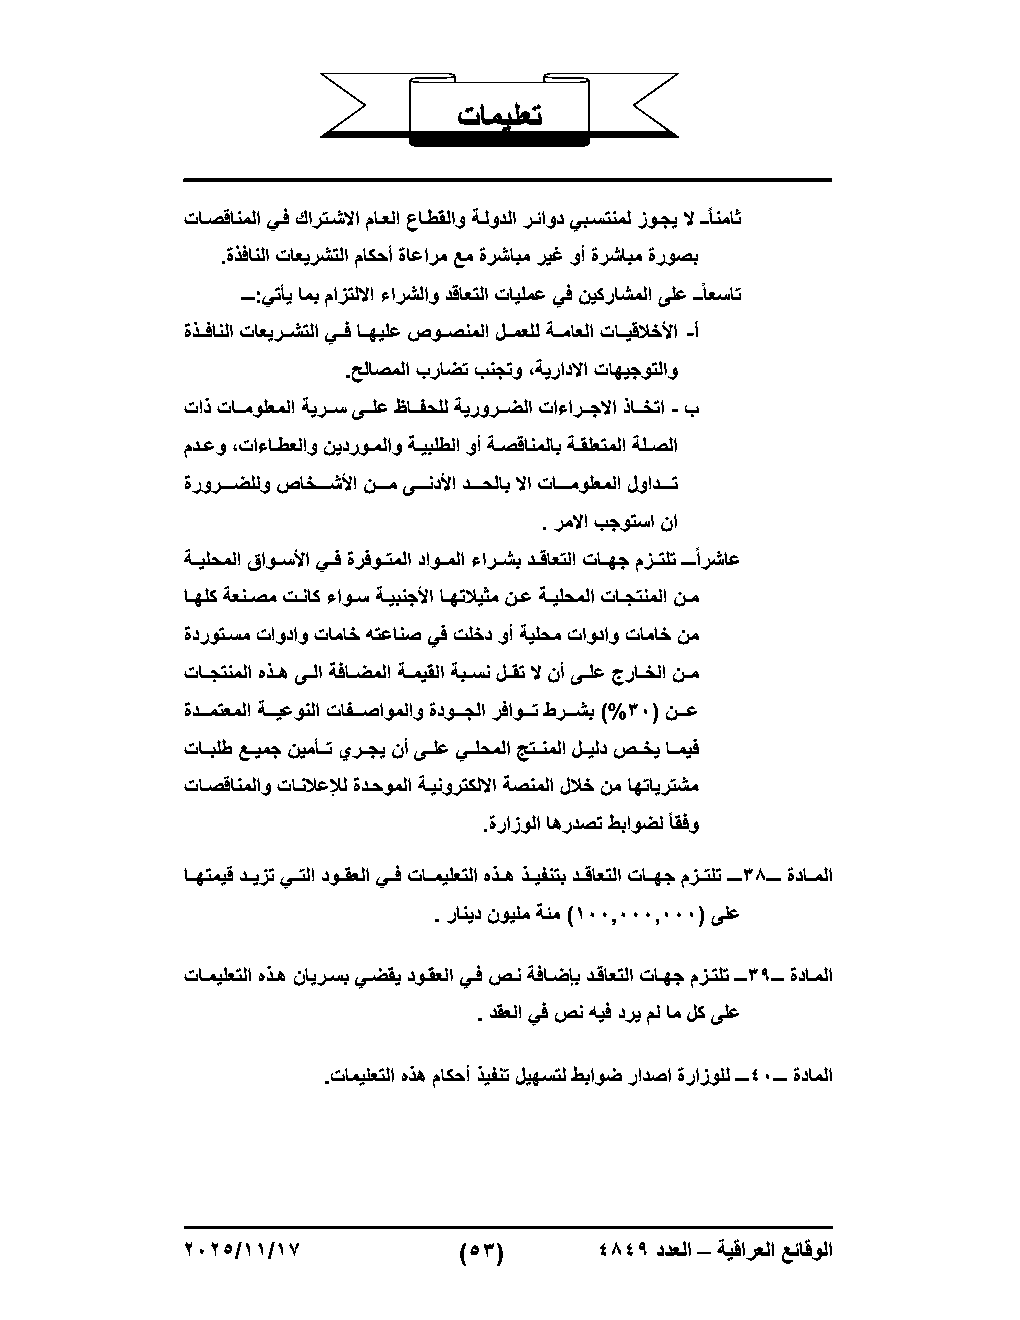 تعليمات
ثامناً– لا يجوز لمنتسبي دوائر الدولة والقطاع العام الاشتراك في المناقصات
بصورة مباشرة أو غير مباشرة مع مراعاة أحكام التشريعات النافذة.
تاسعاً– على المشاركين في عمليات التعاقد والشراء الالتزام بما يأتي:–
أ- الأخلاقيات العامة للعمل المنصوص عليها في التشريعات النافذة
والتوجيهات الادارية، وتجنب تضارب المصالح.
ب - اتخاذ الاجراءات الضرورية للحفاظ على سرية المعلومات ذات
الصلة المتعلقة بالمناقصة أو الطلبية والموردين والعطاءات، وعدم
تداول المعلومات الا بالحد الأدنى من الأشخاص وللضرورة
ان استوجب الامر .
عاشراً– تلتزم جهات التعاقد بشراء المواد المتوفرة في الأسواق المحلية
من المنتجات المحلية عن مثيلاتها الأجنبية سواء كانت مصنعة كلها
من خامات وادوات محلية أو دخلت في صناعته خامات وادوات مستوردة
من الخارج على أن لا تقل نسبة القيمة المضافة الى هذه المنتجات
عن (٣٠%) بشرط توافر الجودة والمواصفات النوعية المعتمدة
فيما يخص دليل المنتج المحلي على أن يجري تأمين جميع طلبات
مشترياتها من خلال المنصة الالكترونية الموحدة للإعلانات والمناقصات
وفقاً لضوابط تصدرها الوزارة.
المادة –٣٨– تلتزم جهات التعاقد بتنفيذ هذه التعليمات في العقود التي تزيد قيمتها
على (١٠٠,٠٠٠,٠٠٠) مئة مليون دينار .
المادة –٣٩– تلتزم جهات التعاقد بإضافة نص في العقود يقضي بسريان هذه التعليمات
على كل ما لم يرد فيه نص في العقد .
المادة –٤٠– للوزارة اصدار ضوابط لتسهيل تنفيذ أحكام هذه التعليمات.
الوقائع العراقية – العدد ٤٨٤٩ (٥٣) ٢٠٢٥/١١/١٧